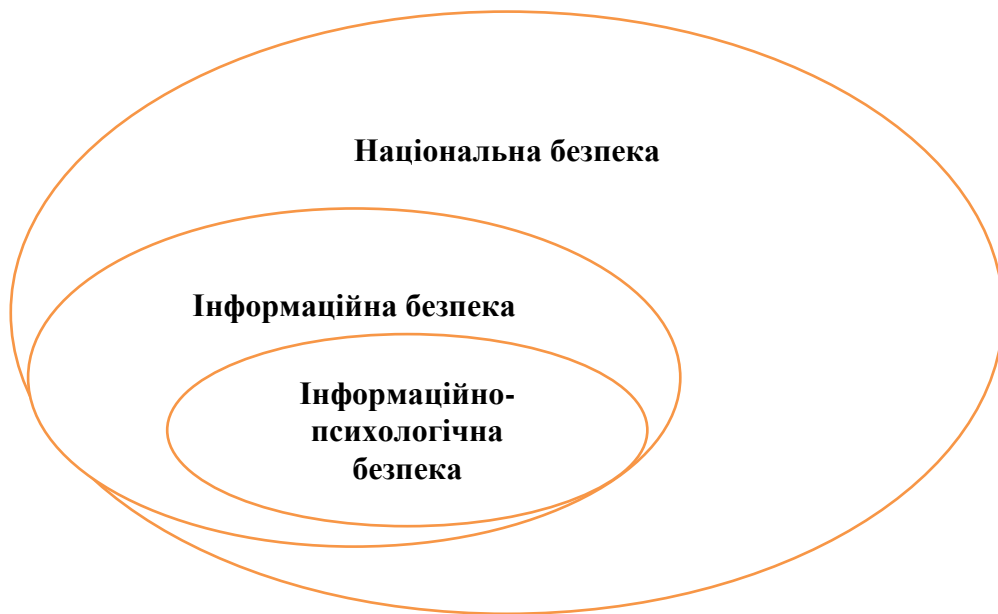 Національна безпека
Інформаційна безпека
Інформаційно-
психологічна
безпека